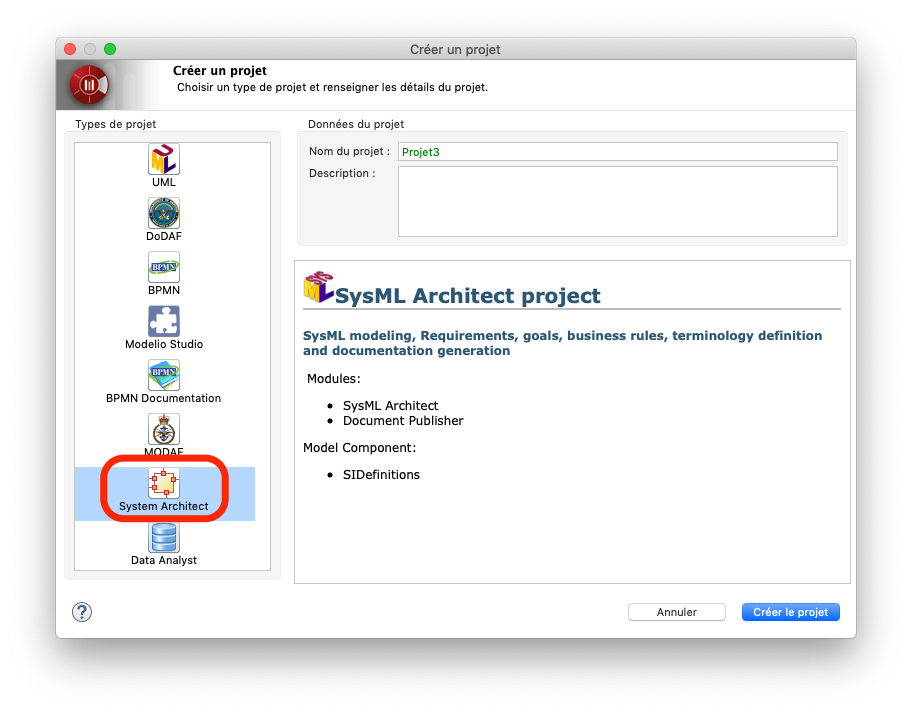 Créer un projet
Créer un projet
Choisir un type de projet et renseigner les détails du projet.
Types de projet
UML
UML
DoDAF
BPMN
BPMN
Modelio Studio
BPMN
BPMN Documentation
MODAF
System Architect
Data Analyst
Données du projet
Nom du projet :
Projet3
Description :
UML
SysML Architect project
SysML modeling, Requirements, goals, business rules, terminology definition
and documentation generation
Modules:
• SysML Architect
• Document Publisher
Model Component:
• SIDefinitions
?
Annuler
Créer le projet